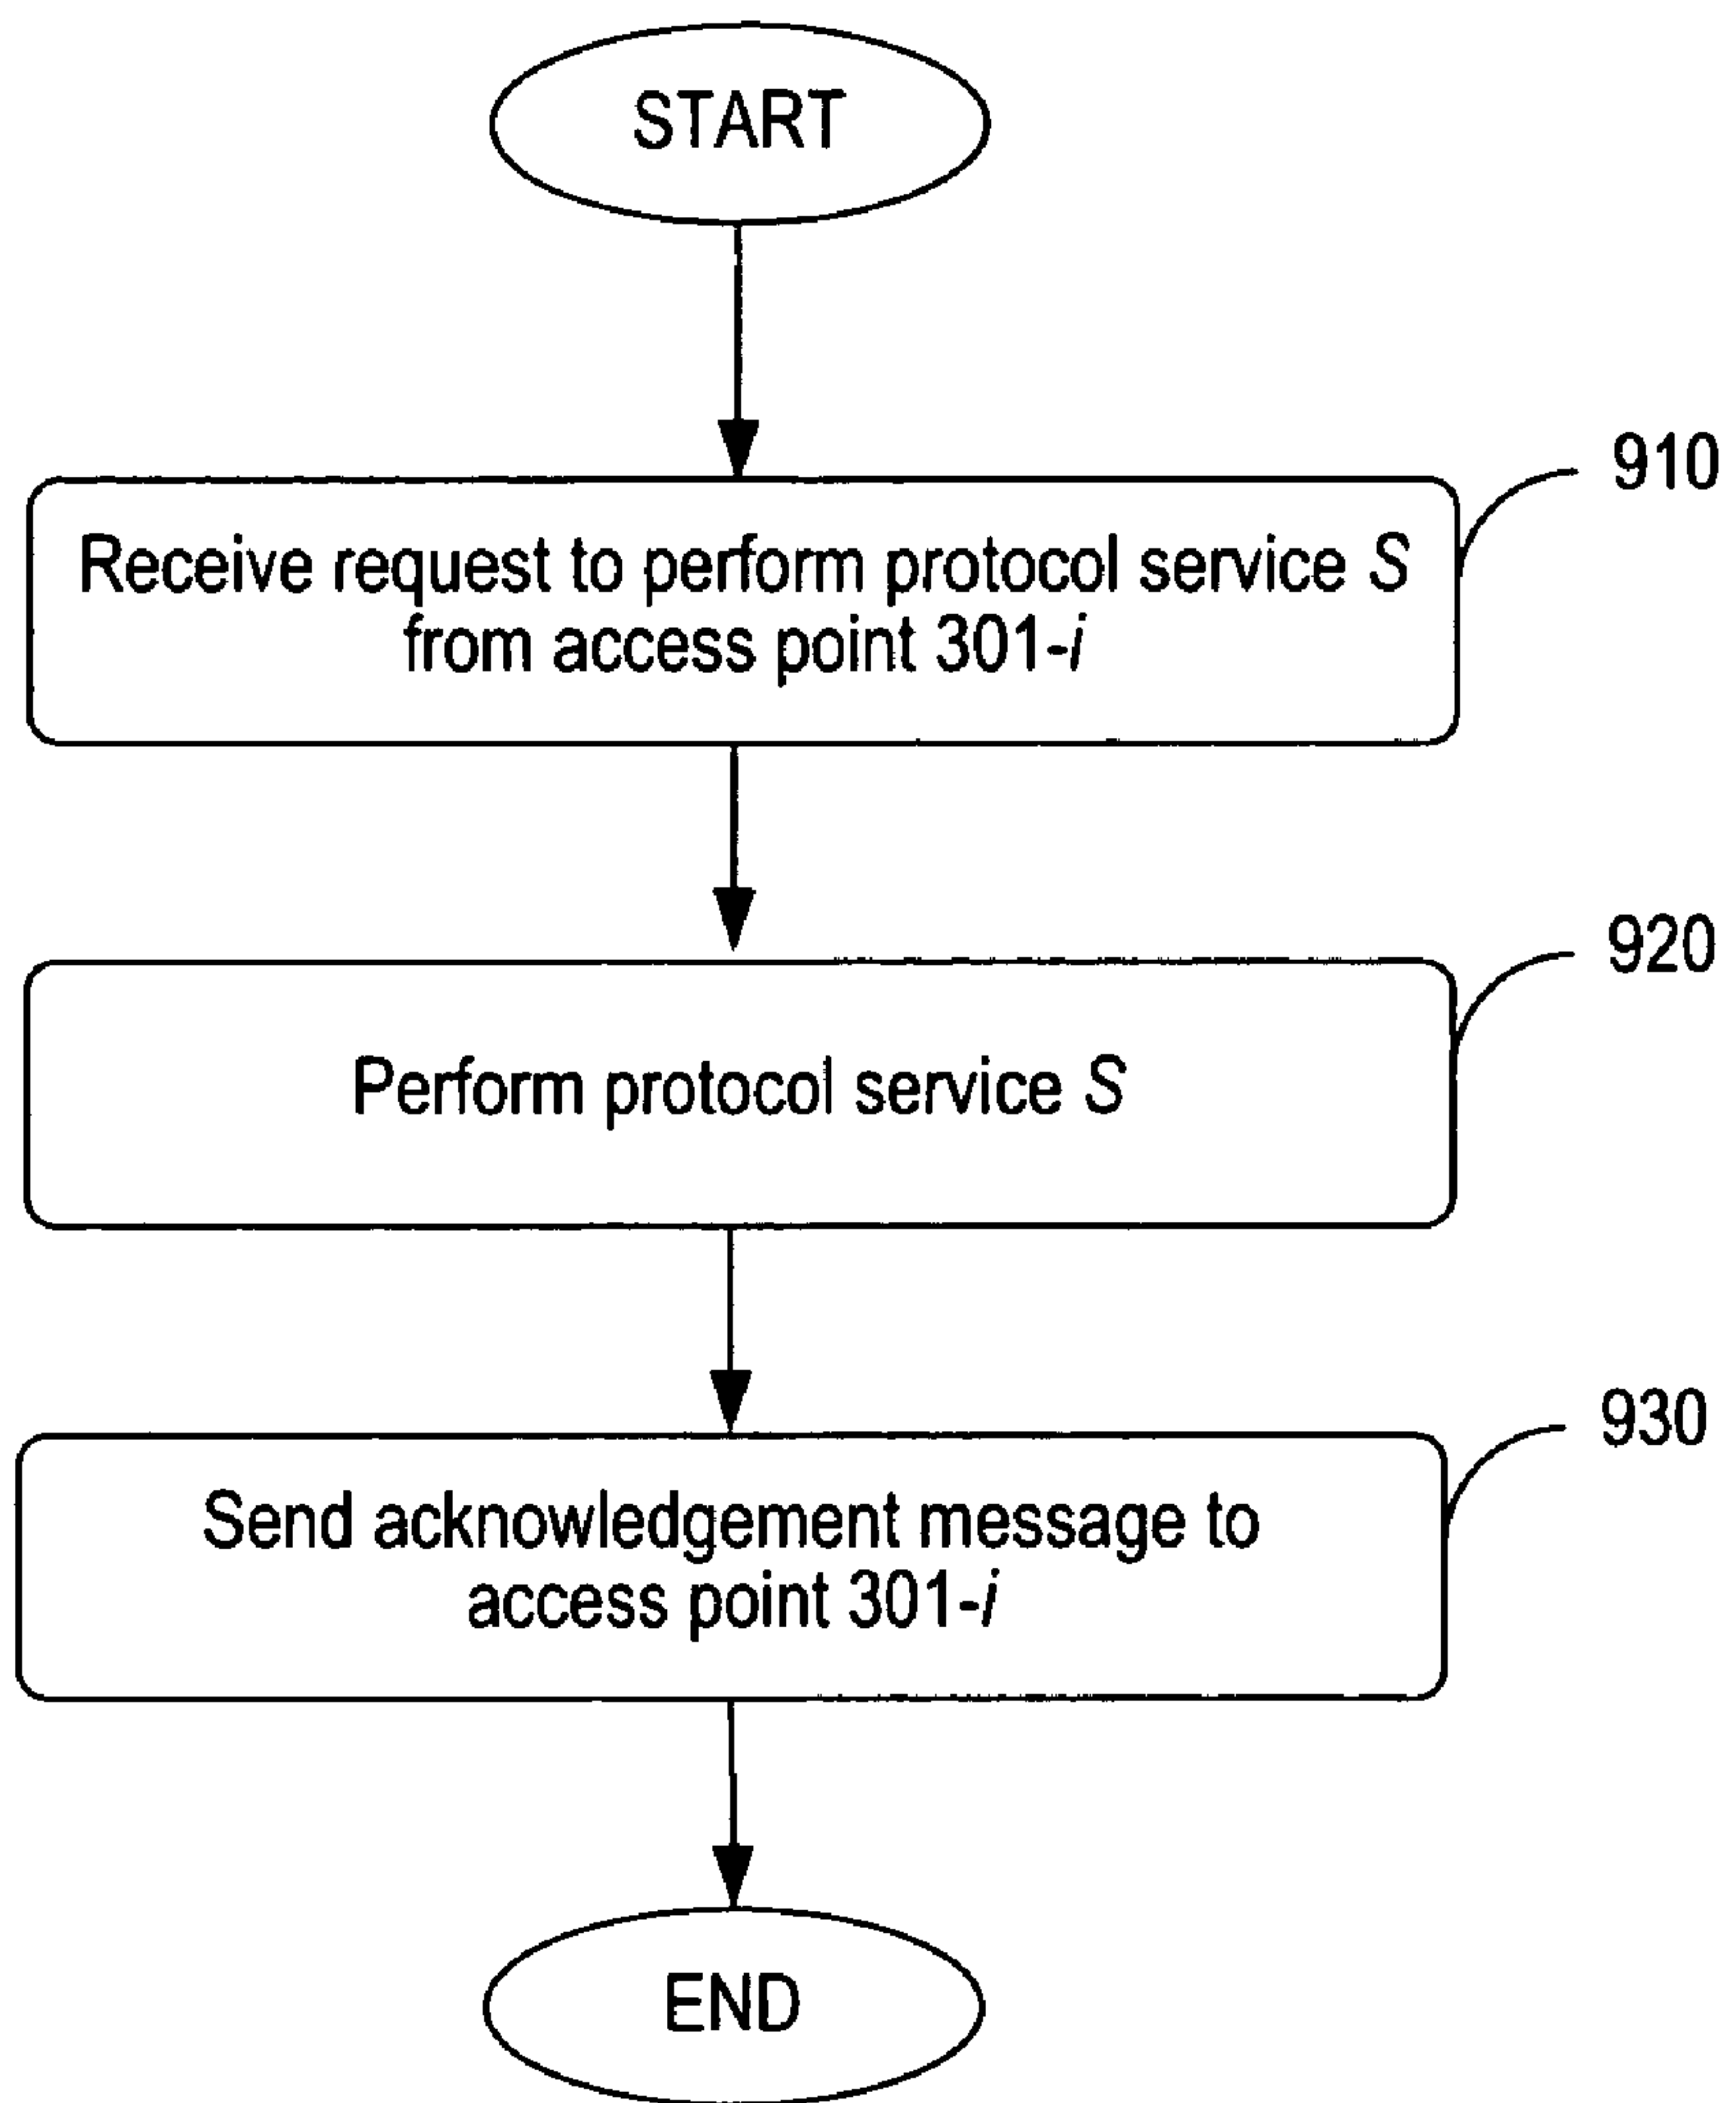 START
910
Receive request to perform protocol service S
from access point 301-i
920
Perform protocol service S
930
Send acknowledgement message to
access point 301-i
END